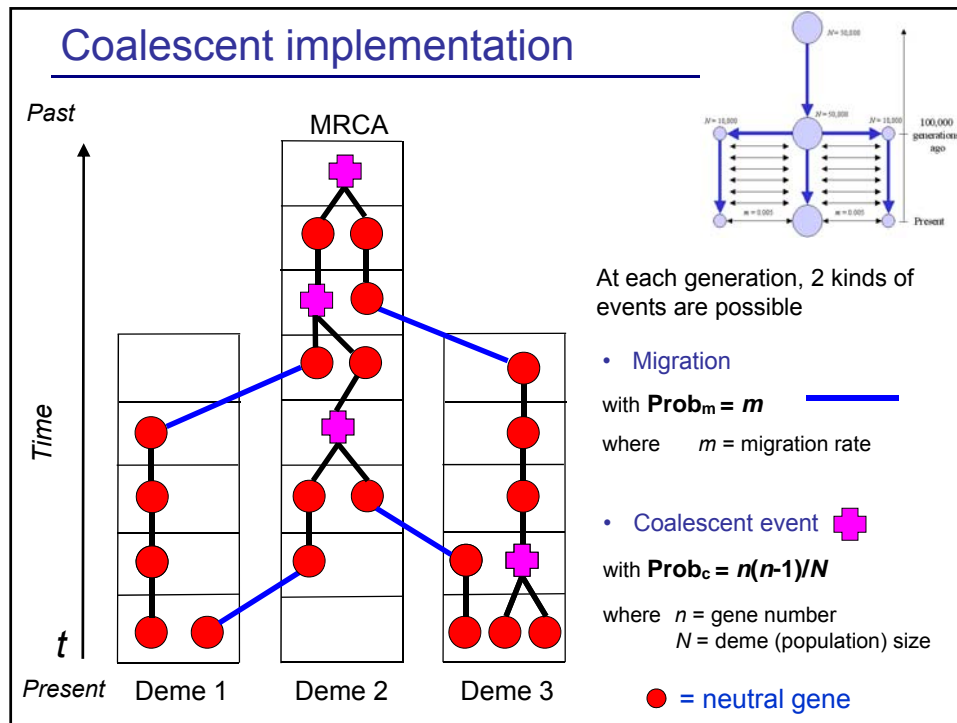 Coalescent implementation
N = 50,000
N = 10,000
N = 50,000
N = 10,000
100,000
generations
ago
m = 0.005
m = 0.005
Present
Past
MRCA
Time
t
Present
Deme 1
Deme 2
Deme 3
At each generation, 2 kinds of
events are possible
• Migration
with Probm = m
where m = migration rate
• Coalescent event
with Probc = n(n-1)/N
where n = gene number
N = deme (population) size
= neutral gene